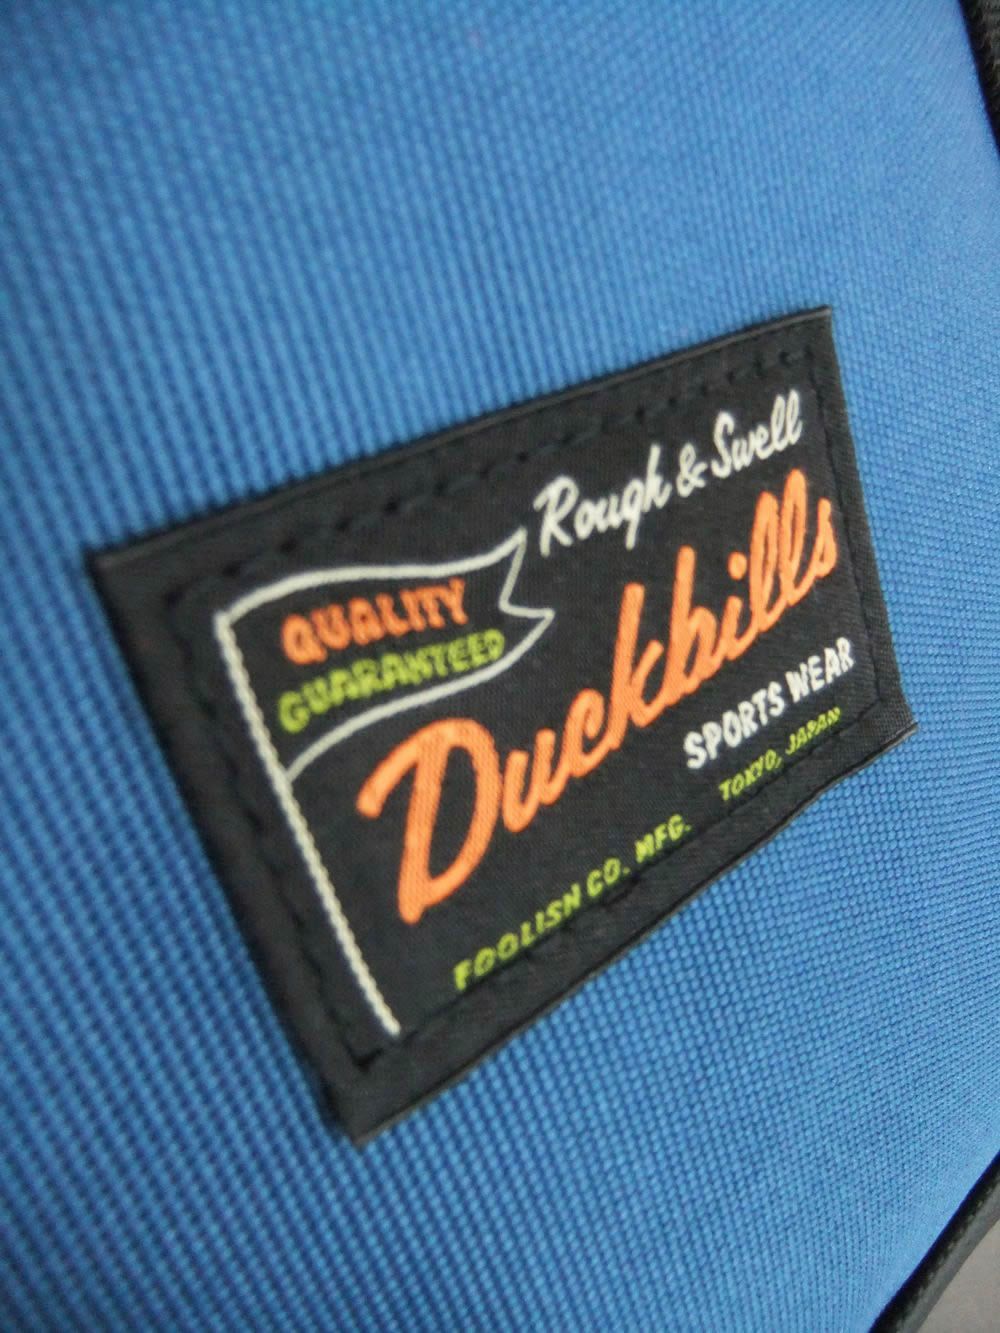 Rough & Swell
QUALITY
GUARANTEED
Duckbills
SPORTS WEAR
FOOLISH CO. MFG. TOKYO, JAPAN